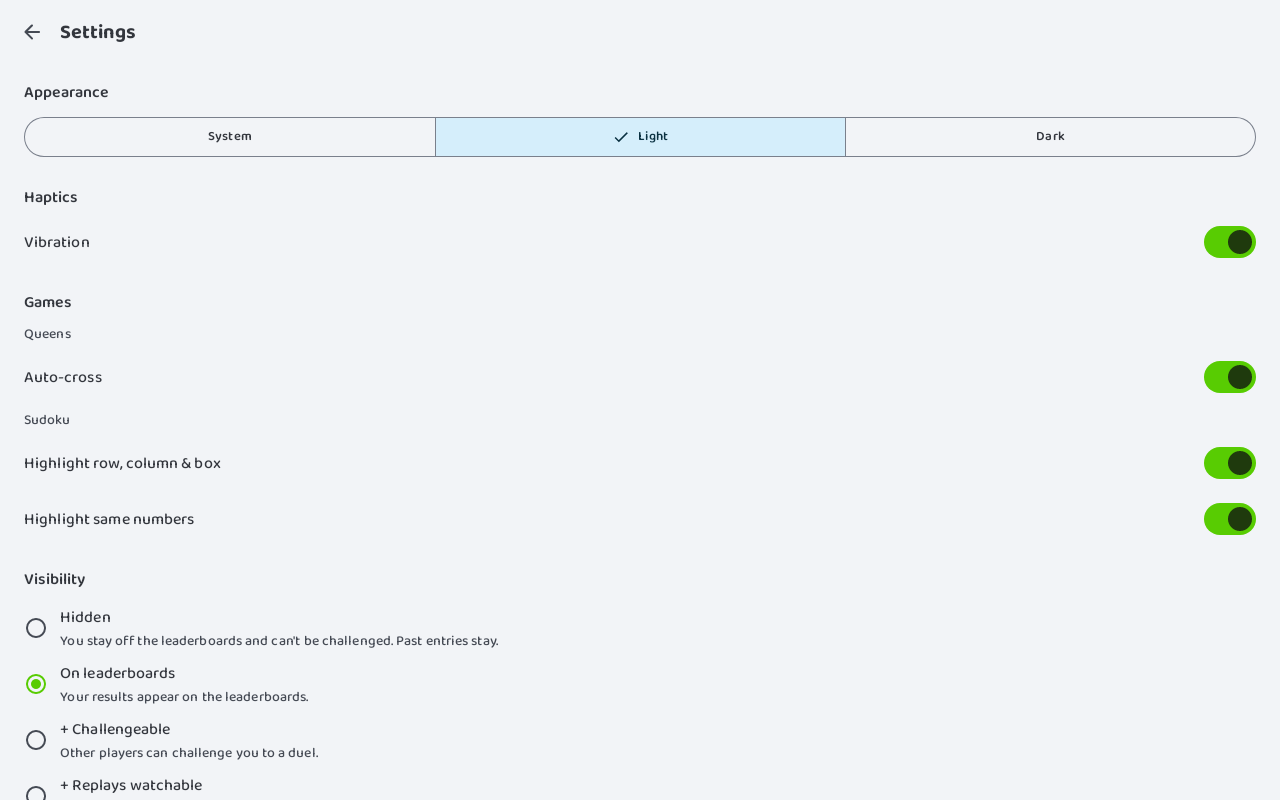 Settings
Appearance
System
Light
Dark
Haptics
Vibration
Games
Queens
Auto-cross
Sudoku
Highlight row, column & box
Highlight same numbers
Visibility
Hidden
You stay off the leaderboards and can't be challenged. Past entries stay.
On leaderboards
Your results appear on the leaderboards.
+ Challengeable
Other players can challenge you to a duel.
+ Replays watchable